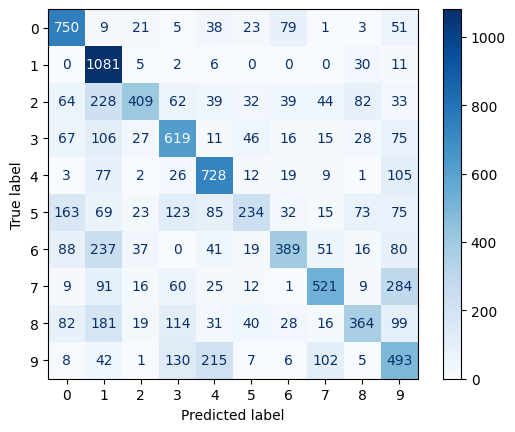 0 750 9 21 5 38 23 79 1 3 51
1 0 1081 5 2 6 0 0 0 30 11
2 64 228 409 62 39 32 39 44 82 33
3 67 106 27 619 11 46 16 15 28 75
4 3 77 2 26 728 12 19 9 1 105
5 163 69 23 123 85 234 32 15 73 75
6 88 237 37 0 41 19 389 51 16 80
7 9 91 16 60 25 12 1 521 9 284
8 82 181 19 114 31 40 28 16 364 99
9 8 42 1 130 215 7 6 102 5 493
0 1 2 3 4 5 6 7 8 9
Predicted label
True label
1000
800
600
400
200
0